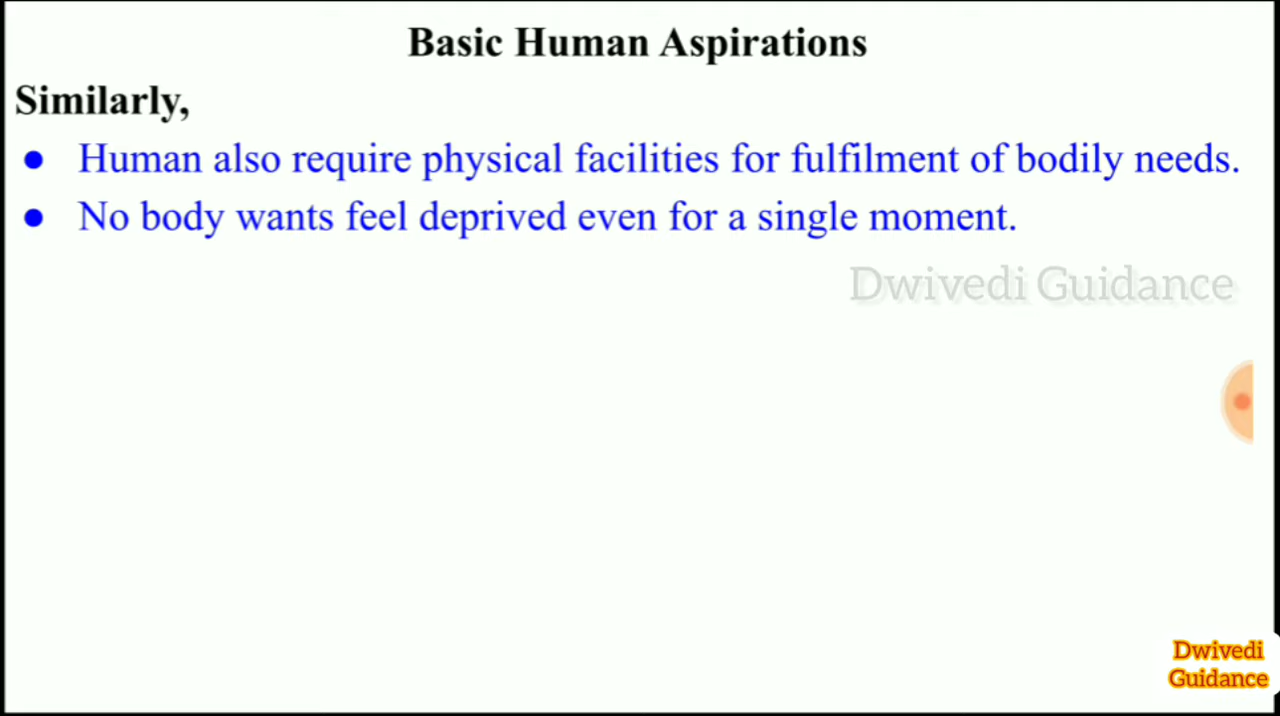 Basic Human Aspirations
Similarly,
● Human also require physical facilities for fulfilment of bodily needs.
● No body wants feel deprived even for a single moment.
Dwivedi Guidance
Dwivedi
Guidance